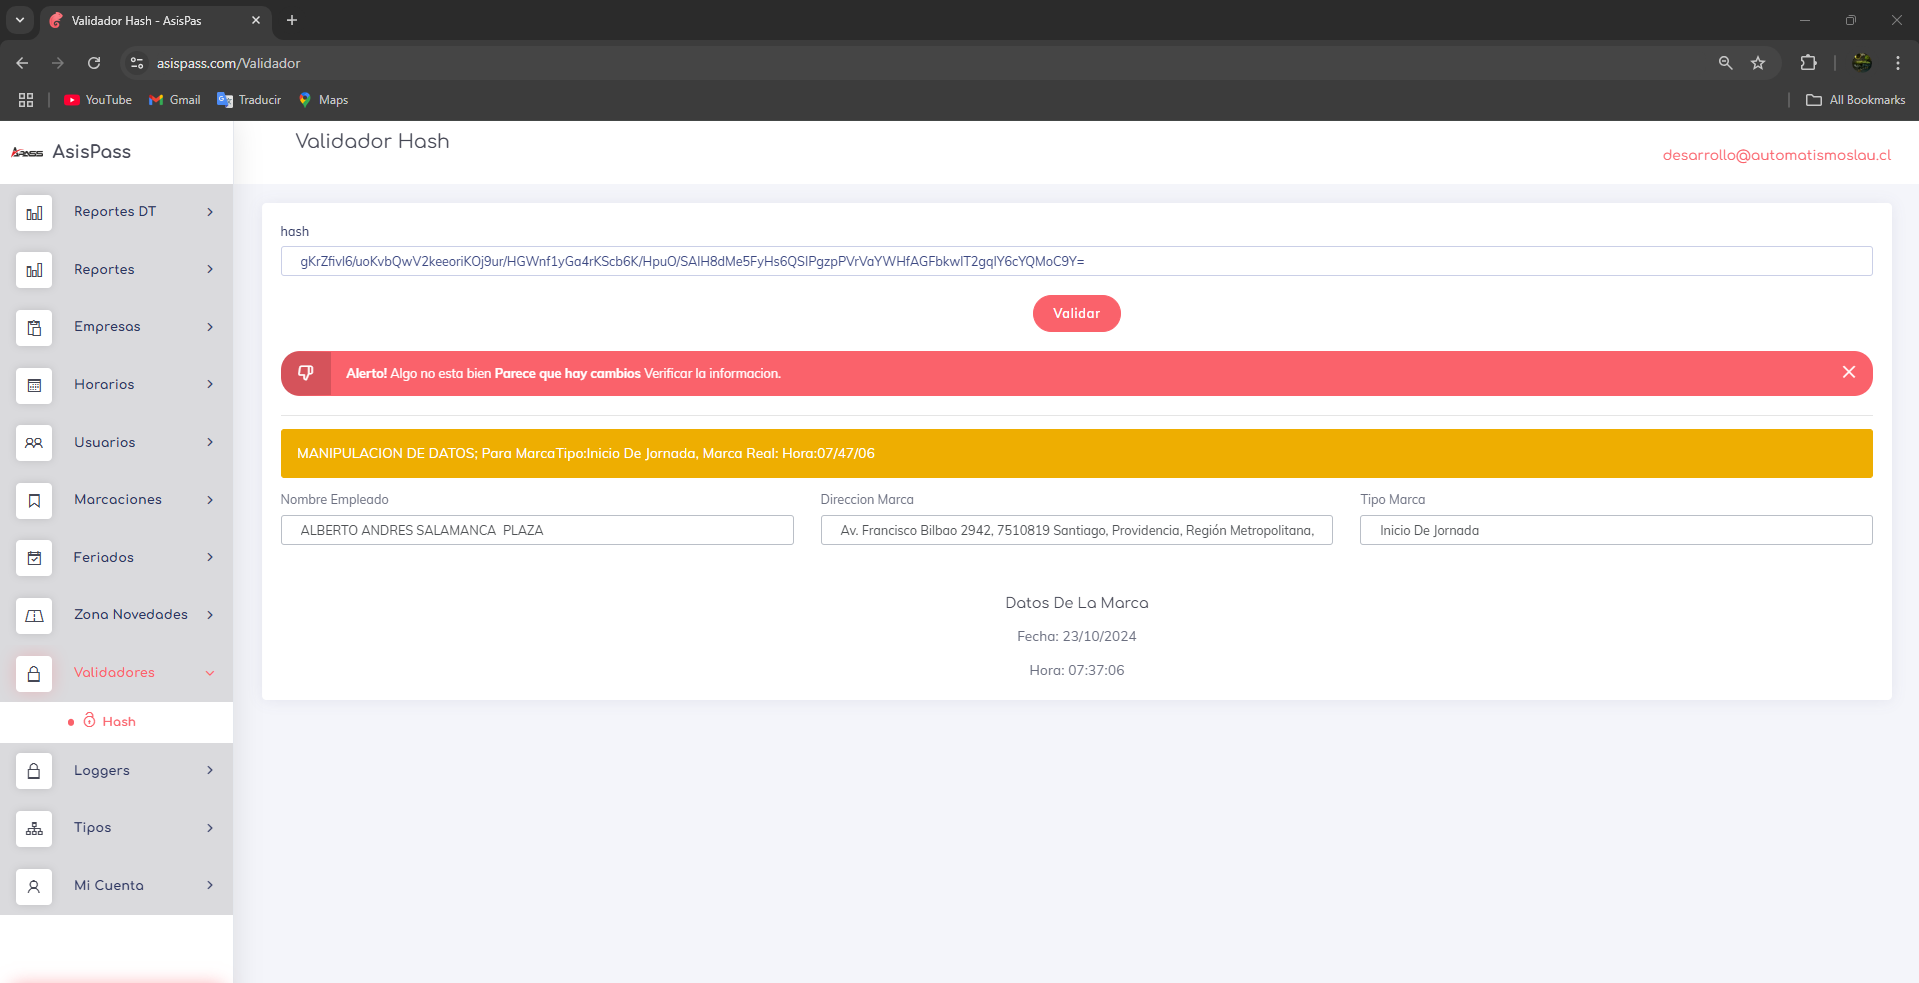 Validador Hash - AsisPas
asispass.com/Validador
YouTube
Gmail
Traducir
Maps
All Bookmarks
APASS
AsisPass
Validador Hash
desarrollo@automatismoslau.cl
Reportes DT
Reportes
Empresas
Horarios
Usuarios
Marcaciones
Feriados
Zona Novedades
Validadores
Hash
Loggers
Tipos
Mi Cuenta
hash
gKrZfivl6/uoKvbQwV2keeoriKOj9ur/HGWnf1yGa4rKScb6K/HpuO/SAlH8dMe5FyHs6QSlPgzpPVrVaYWHfAGFbkwlT2gqlY6cYQMoC9Y=
Validar
Alerto! Algo no esta bien Parece que hay cambios Verificar la informacion.
MANIPULACION DE DATOS; Para MarcaTipo:Inicio De Jornada, Marca Real: Hora:07/47/06
Nombre Empleado
ALBERTO ANDRES SALAMANCA  PLAZA
Direccion Marca
Av. Francisco Bilbao 2942, 7510819 Santiago, Providencia, Región Metropolitana,
Tipo Marca
Inicio De Jornada
Datos De La Marca
Fecha: 23/10/2024
Hora: 07:37:06